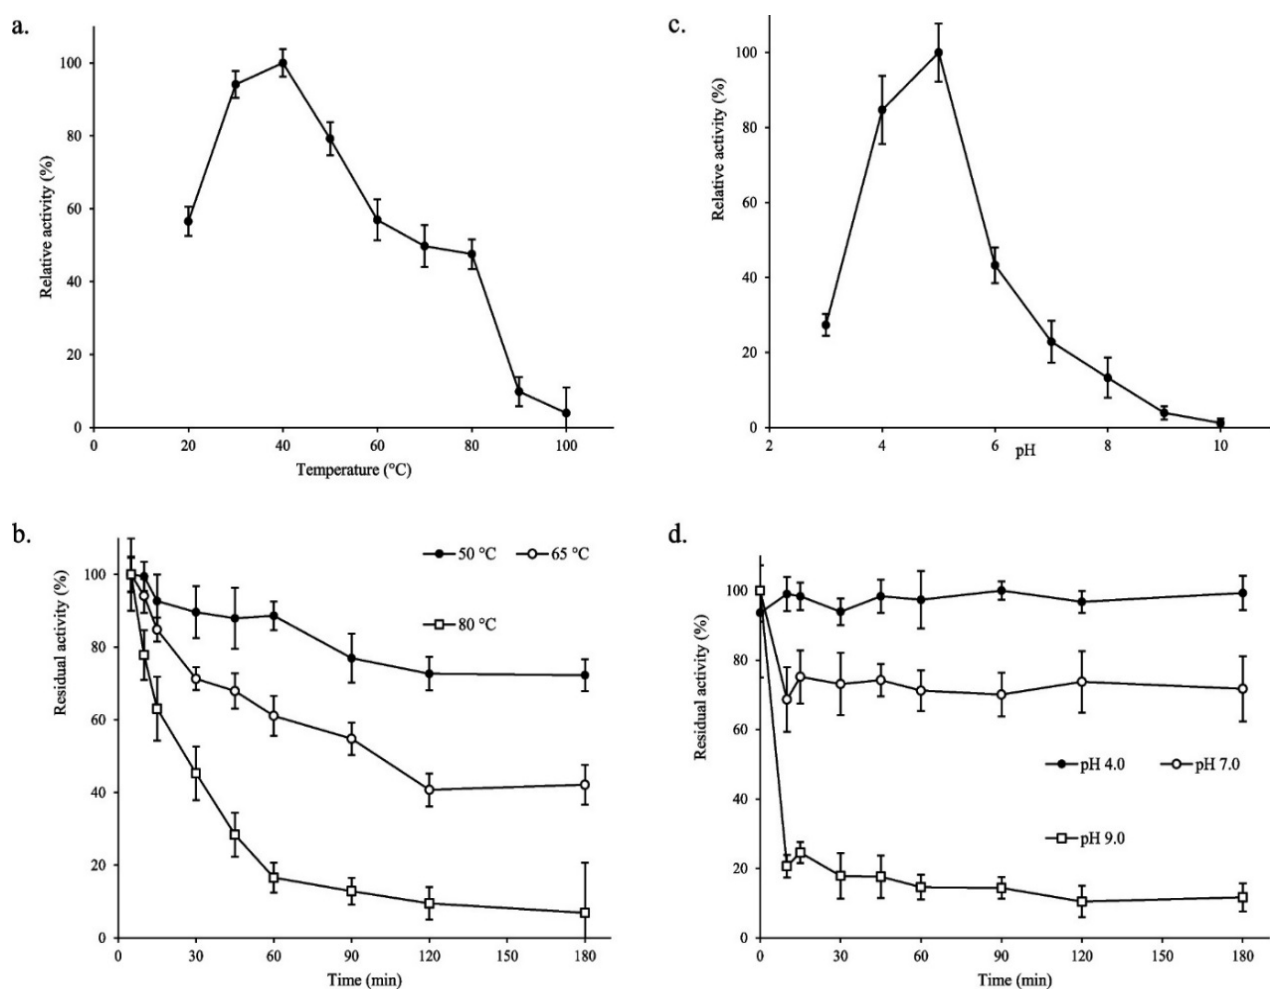 a.
Relative activity (%)
100
80
60
40
20
0
0 20 40 60 80 100
Temperature (°C)
c.
Relative activity (%)
100
80
60
40
20
0
2 4 6 8 10
pH
b.
Residual activity (%)
100
80
60
40
20
0
50 °C 65 °C
80 °C
0 30 60 90 120 150 180
Time (min)
d.
Residual activity (%)
100
80
60
40
20
0
pH 4.0 pH 7.0
pH 9.0
0 30 60 90 120 150 180
Time (min)